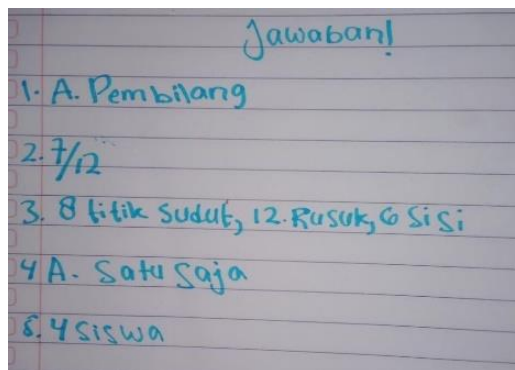 Jawaban!
1. A. Pembilang
2. 7/12
3. 8 titik sudut, 12. Rusuk, 6 sisi
4 A. Satu saja
5. 4 siswa